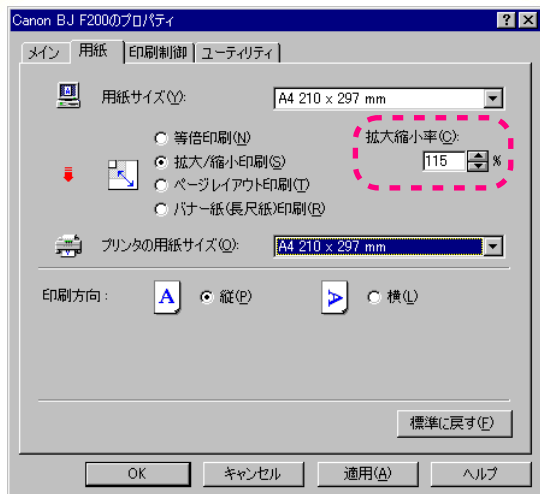 Canon BJ F200のプロパティ
メイン 用紙 印刷制御 ユーティリティ
用紙サイズ(Y): A4 210 x 297 mm
等倍印刷(N) 拡大縮小率(C):
拡大/縮小印刷(S) 115 %
ページレイアウト印刷(T)
バナー紙(長尺紙)印刷(R)
プリンタの用紙サイズ(O): A4 210 x 297 mm
印刷方向: A 縦(P) A 横(L)
標準に戻す(F)
OK キャンセル 適用(A) ヘルプ